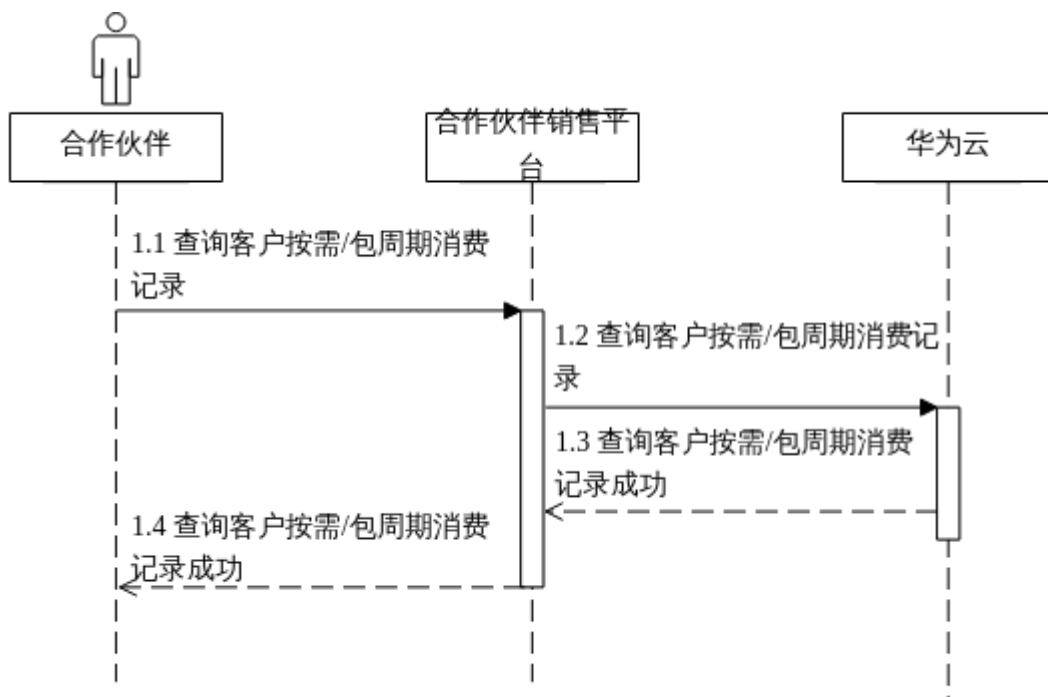 合作伙伴
合作伙伴销售平
台
华为云
1.1 查询客户按需/包周期消费
记录
1.2 查询客户按需/包周期消费记
录
1.3 查询客户按需/包周期消费
记录成功
1.4 查询客户按需/包周期消费
记录成功